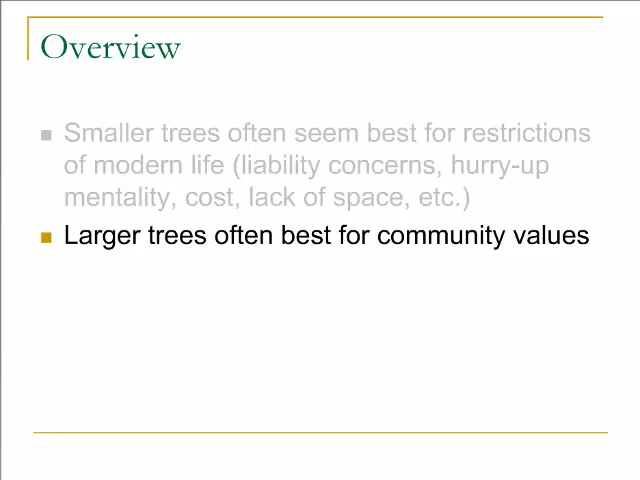 Overview
Smaller trees often seem best for restrictions
of modern life (liability concerns, hurry-up
mentality, cost, lack of space, etc.)
Larger trees often best for community values